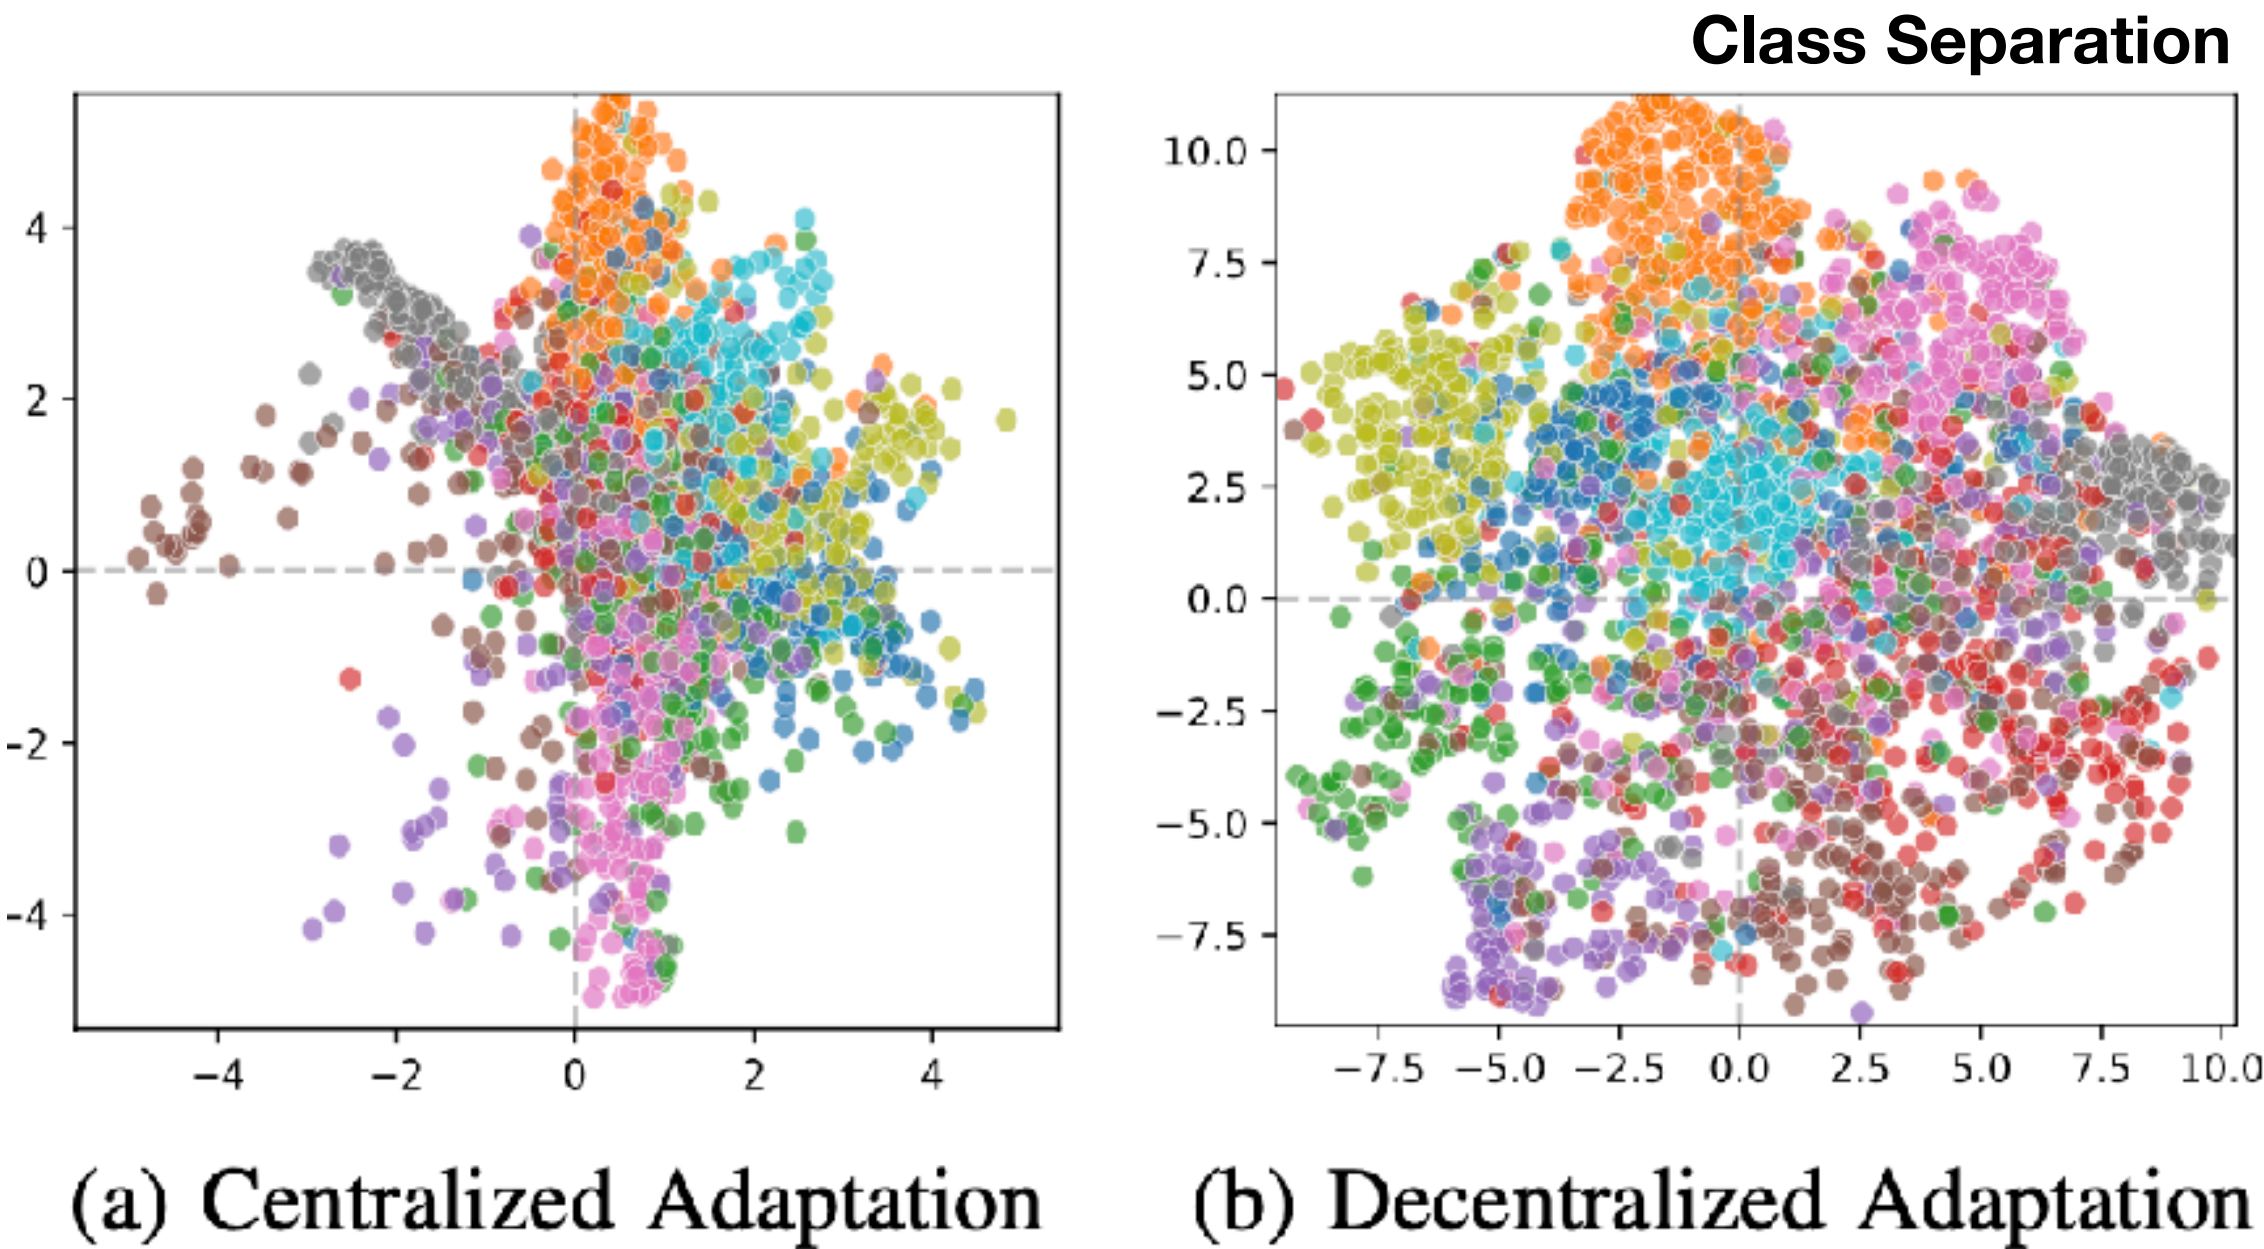 Class Separation
4
2
0
−2
−4
−4 −2 0 2 4
10.0
7.5
5.0
2.5
0.0
−2.5
−5.0
−7.5
−7.5 −5.0 −2.5 0.0 2.5 5.0 7.5 10.0
(a) Centralized Adaptation
(b) Decentralized Adaptation